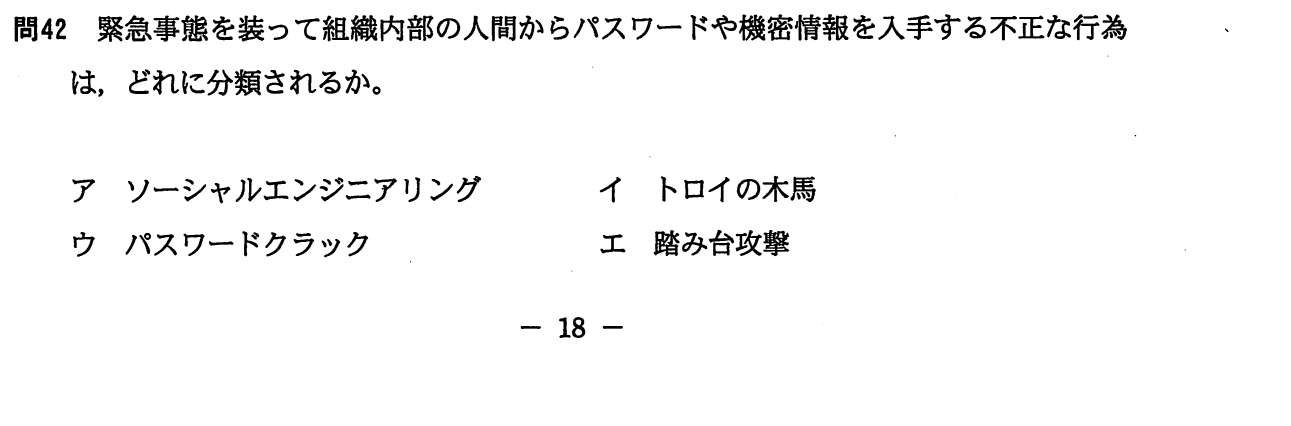 問42 緊急事態を装って組織内部の人間からパスワードや機密情報を入手する不正な行為
は，どれに分類されるか。
ア ソーシャルエンジニアリング イ トロイの木馬
ウ パスワードクラック エ 踏み台攻撃
－ 18 －